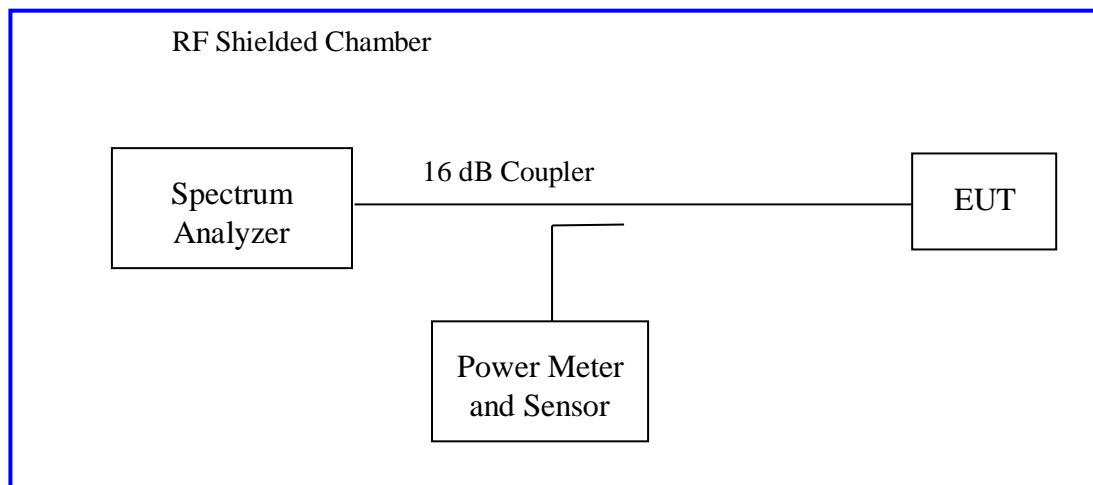 RF Shielded Chamber
16 dB Coupler
Spectrum
Analyzer
EUT
Power Meter
and Sensor